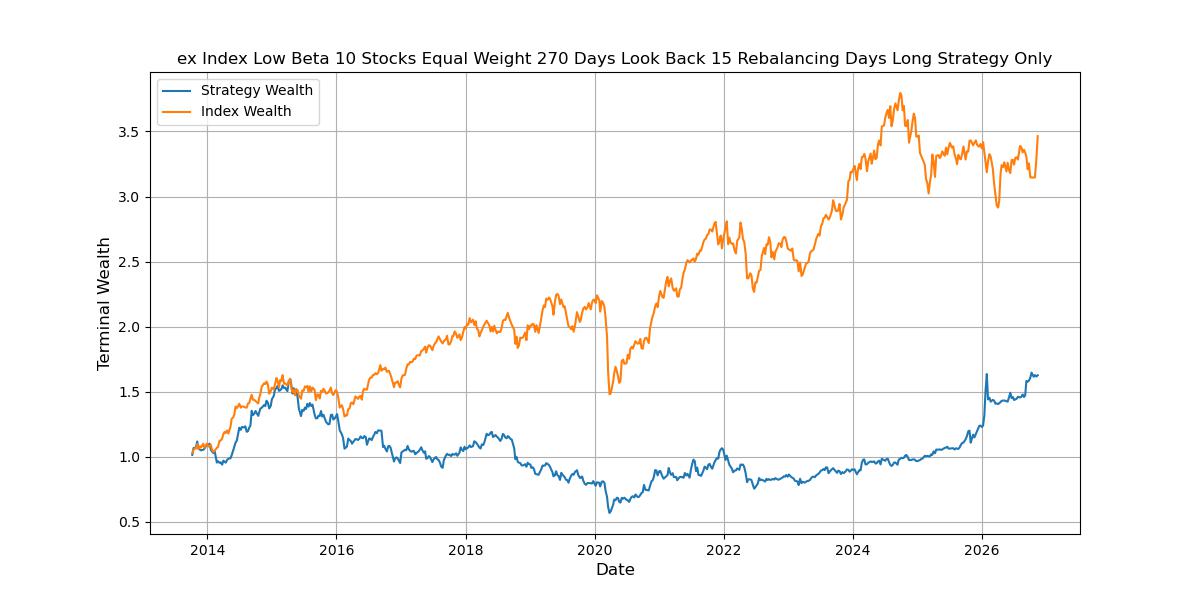 ex Index Low Beta 10 Stocks Equal Weight 270 Days Look Back 15 Rebalancing Days Long Strategy Only
Strategy Wealth
Index Wealth
Terminal Wealth
3.5
3.0
2.5
2.0
1.5
1.0
0.5
2014 2016 2018 2020 2022 2024 2026
Date